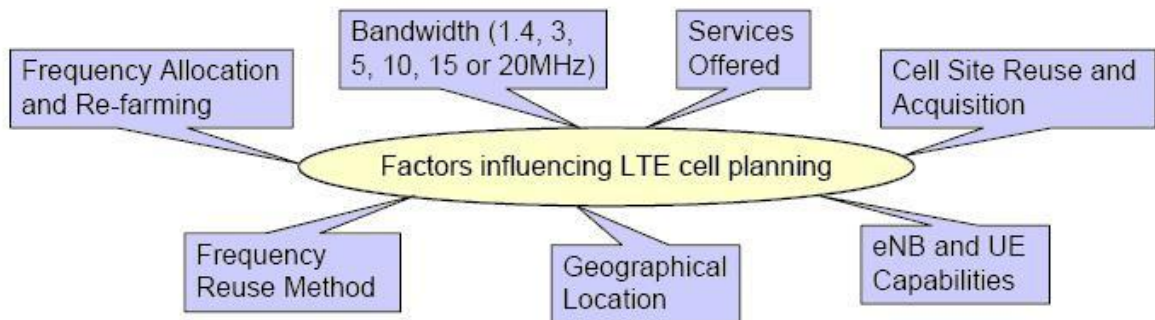 Bandwidth (1.4, 3,
5, 10, 15 or 20MHz)
Services
Offered
Frequency Allocation
and Re-farming
Cell Site Reuse and
Acquisition
Factors influencing LTE cell planning
Frequency
Reuse Method
Geographical
Location
eNB and UE
Capabilities